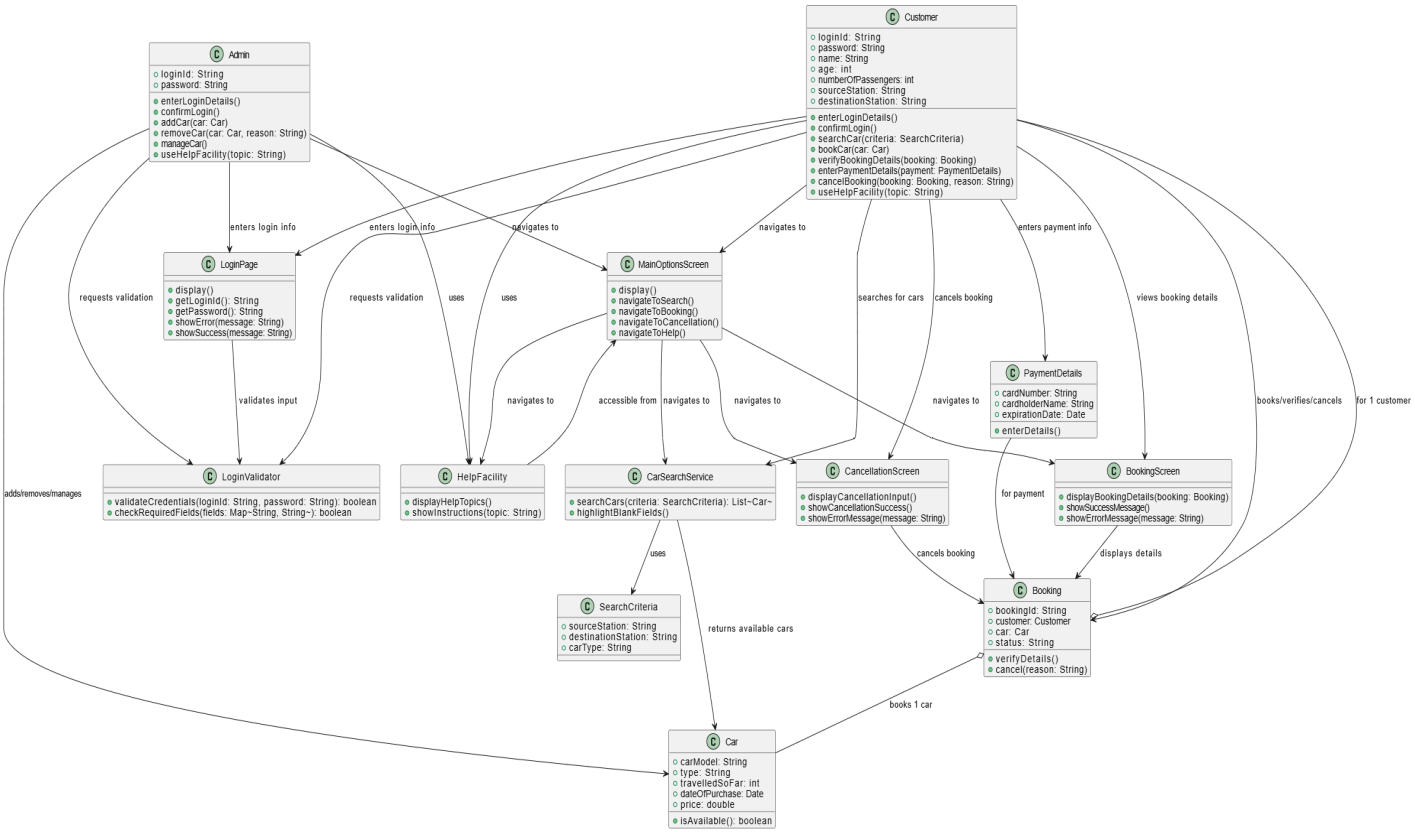 C Customer
loginId: String
password: String
name: String
age: int
numberOfPassengers: int
sourceStation: String
destinationStation: String
enterLoginDetails()
confirmLogin()
searchCar(criteria: SearchCriteria)
bookCar(car: Car)
verifyBookingDetails(booking: Booking)
enterPaymentDetails(payment: PaymentDetails)
cancelBooking(booking: Booking, reason: String)
useHelpFacility(topic: String)
C Admin
loginId: String
password: String
enterLoginDetails()
confirmLogin()
addCar(car: Car)
removeCar(car: Car, reason: String)
manageCar()
useHelpFacility(topic: String)
enters login info
enters login info
navigates to
navigates to
enters payment info
C LoginPage
display()
getLoginId(): String
getPassword(): String
showError(message: String)
showSuccess(message: String)
C MainOptionsScreen
display()
navigateToSearch()
navigateToBooking()
navigateToCancellation()
navigateToHelp()
requests validation
requests validation
uses
uses
searches for cars
cancels booking
views booking details
C PaymentDetails
cardNumber: String
cardholderName: String
expirationDate: Date
enterDetails()
validates input
navigates to
accessible from
navigates to
navigates to
navigates to
books/verifies/cancels
for 1 customer
C LoginValidator
validateCredentials(loginId: String, password: String): boolean
checkRequiredFields(fields: Map~String, String~): boolean
C HelpFacility
displayHelpTopics()
showInstructions(topic: String)
C CarSearchService
searchCars(criteria: SearchCriteria): List~Car~
highlightBlankFields()
C CancellationScreen
displayCancellationInput()
showCancellationSuccess()
showErrorMessage(message: String)
C BookingScreen
displayBookingDetails(booking: Booking)
showSuccessMessage()
showErrorMessage(message: String)
adds/removes/manages
for payment
uses
cancels booking
displays details
C SearchCriteria
sourceStation: String
destinationStation: String
carType: String
C Booking
bookingId: String
customer: Customer
car: Car
status: String
verifyDetails()
cancel(reason: String)
returns available cars
books 1 car
C Car
carModel: String
type: String
travelledSoFar: int
dateOfPurchase: Date
price: double
isAvailable(): boolean